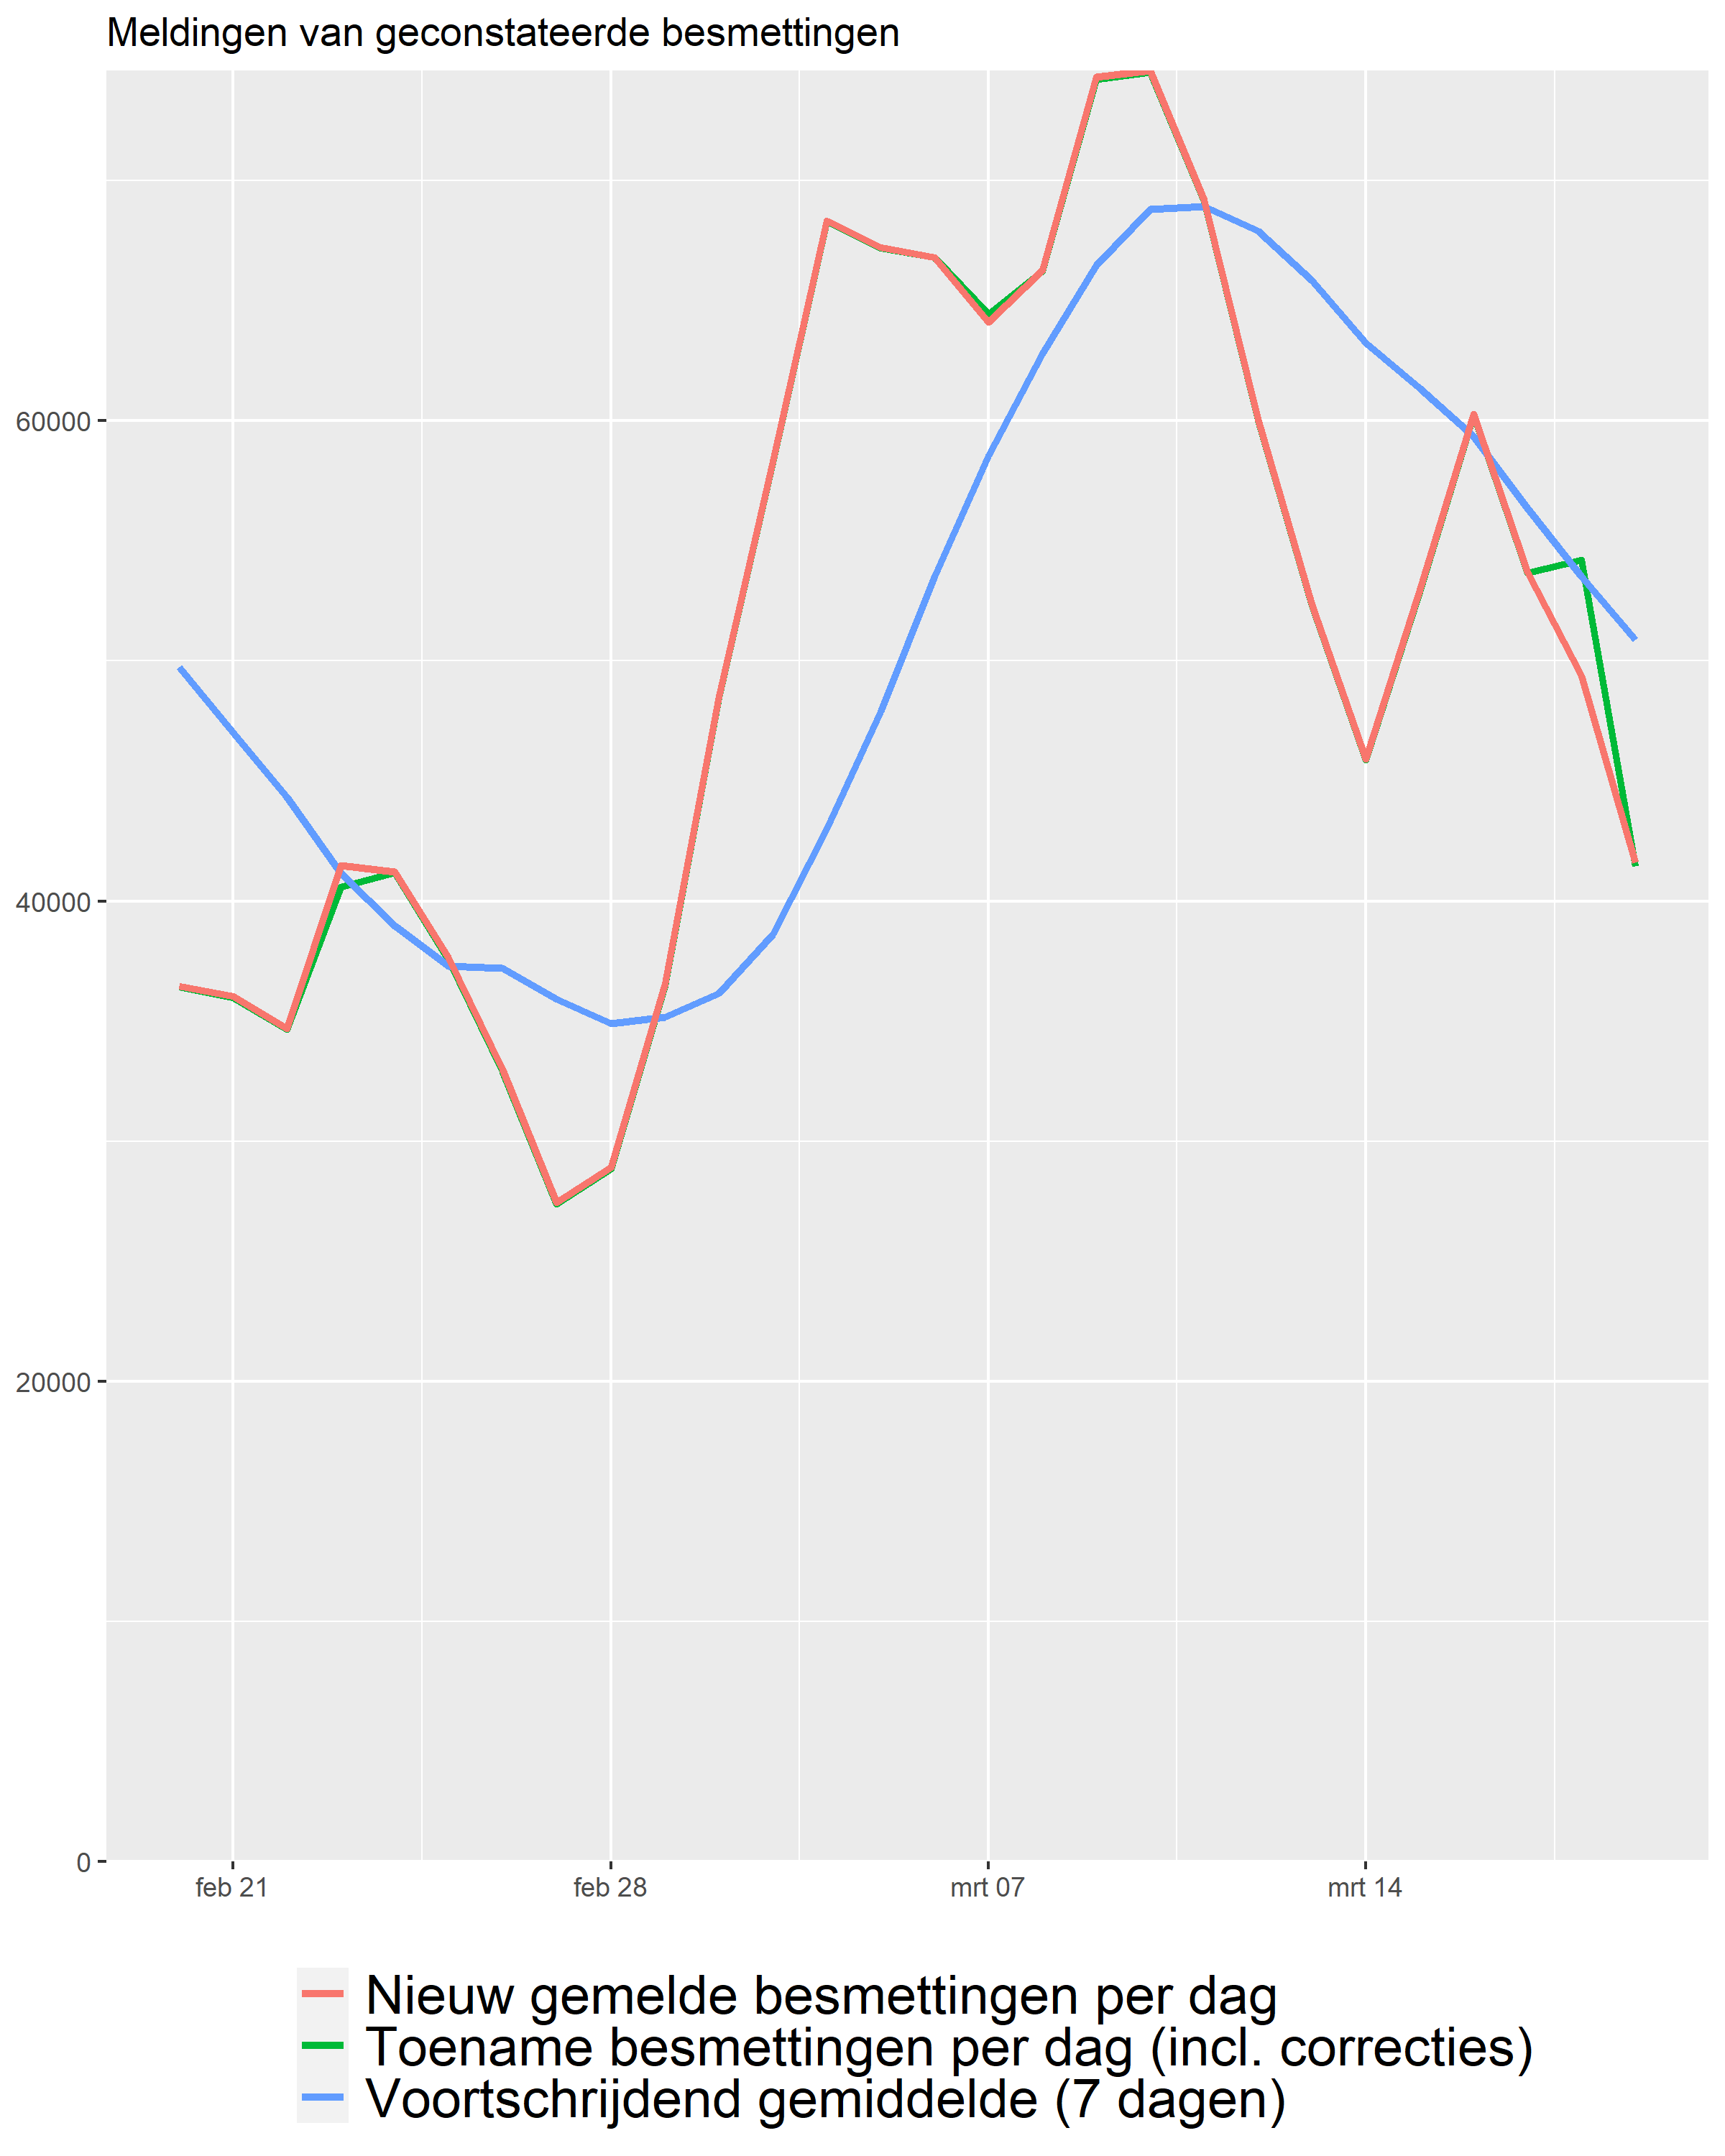 Meldingen van geconstateerde besmettingen
60000
40000
20000
0
feb 21
feb 28
mrt 07
mrt 14
Nieuw gemelde besmettingen per dag
Toename besmettingen per dag (incl. correcties)
Voortschrijdend gemiddelde (7 dagen)